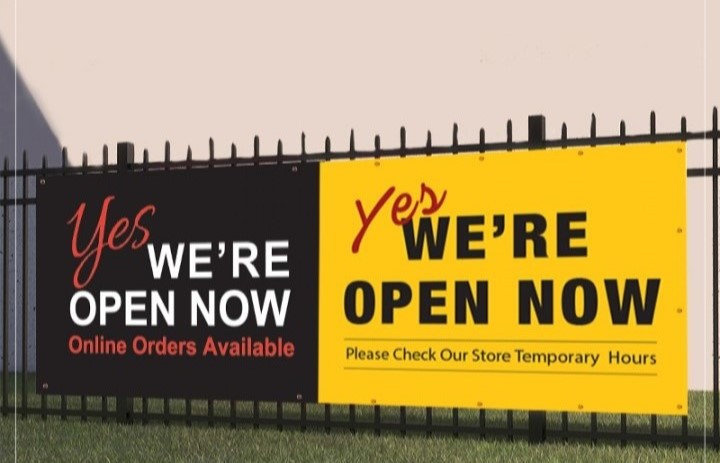 Yes
WE'RE
OPEN NOW
Online Orders Available
Yes
WE'RE
OPEN NOW
Please Check Our Store Temporary Hours